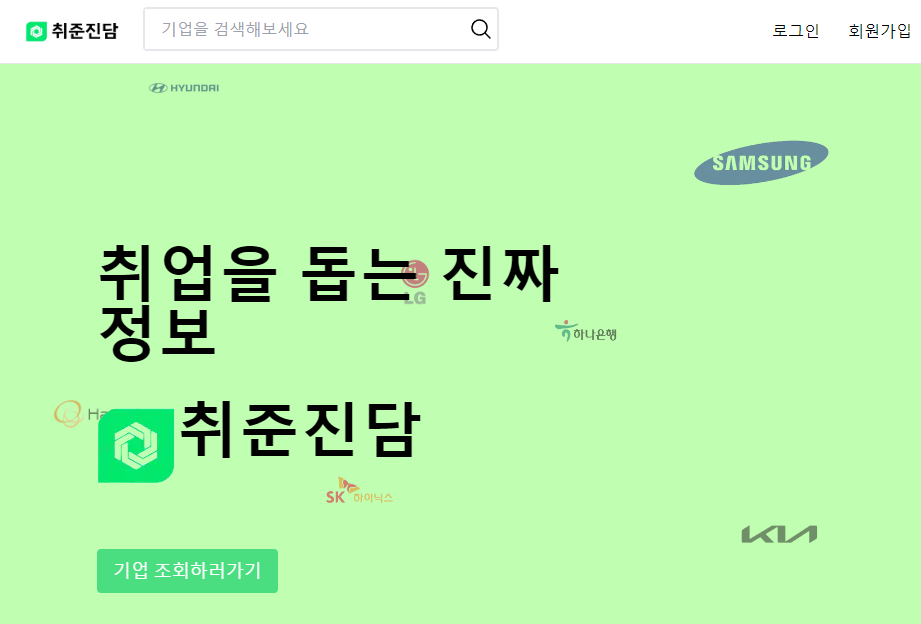 취준진담
기업을 검색해보세요
로그인
회원가입
HYUNDAI
SAMSUNG
취업을 돕는 진짜
LG
정보
하나은행
취준진담
SK하이닉스
KIA
기업 조회하러가기